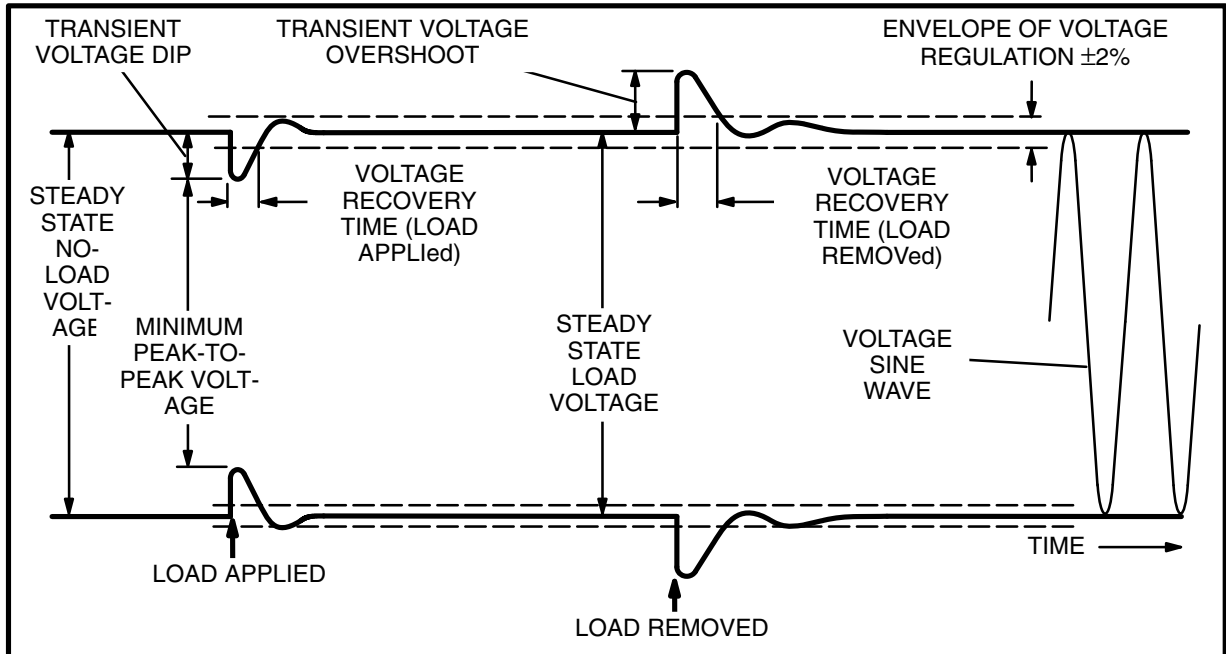 TRANSIENT
VOLTAGE DIP
TRANSIENT VOLTAGE
OVERSHOOT
ENVELOPE OF VOLTAGE
REGULATION ±2%
STEADY
STATE
NO-
LOAD
VOLT-
AGE
VOLTAGE
RECOVERY
TIME (LOAD
APPLIed)
VOLTAGE
RECOVERY
TIME (LOAD
REMOVed)
MINIMUM
PEAK-TO-
PEAK VOLT-
AGE
STEADY
STATE
LOAD
VOLTAGE
VOLTAGE
SINE
WAVE
TIME
LOAD APPLIED
LOAD REMOVED